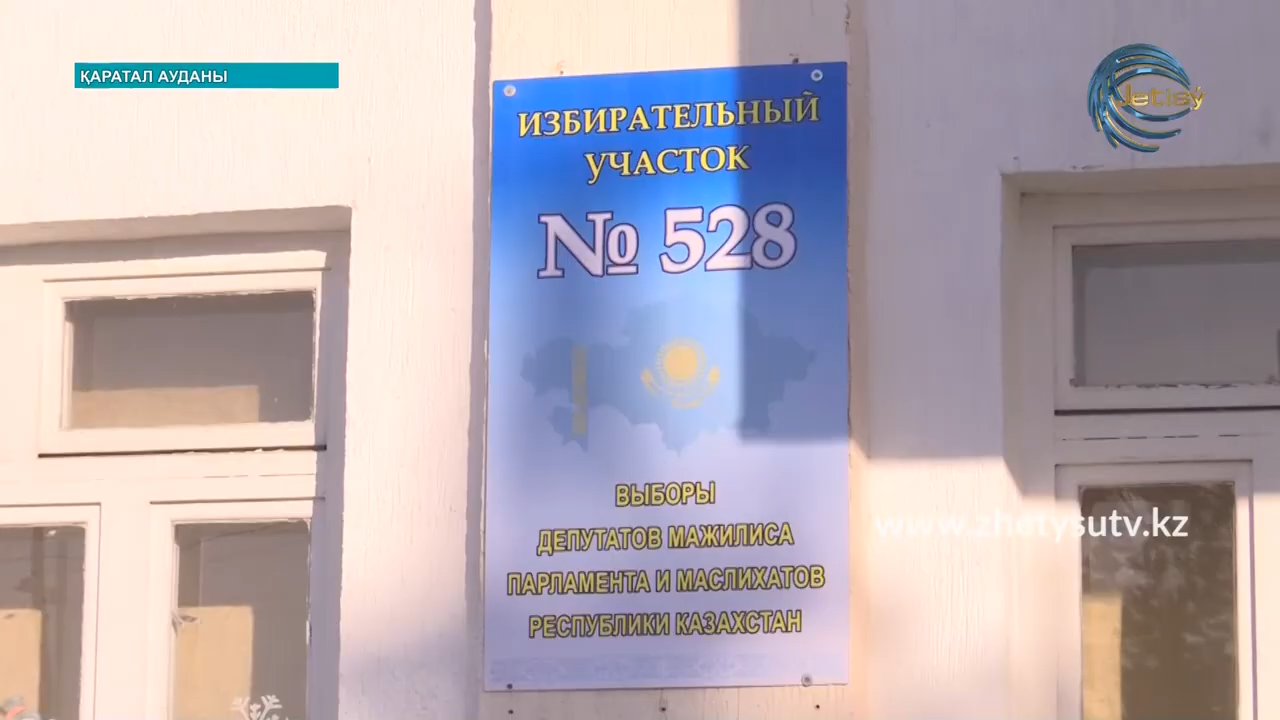 ҚАРАТАЛ АУДАНЫ
Jetisý
ИЗБИРАТЕЛЬНЫЙ
УЧАСТОК
№ 528
ВЫБОРЫ
ДЕПУТАТОВ МАЖИЛИСА
ПАРЛАМЕНТА И МАСЛИХАТОВ
РЕСПУБЛИКИ КАЗАХСТАН
www.zhetysutv.kz